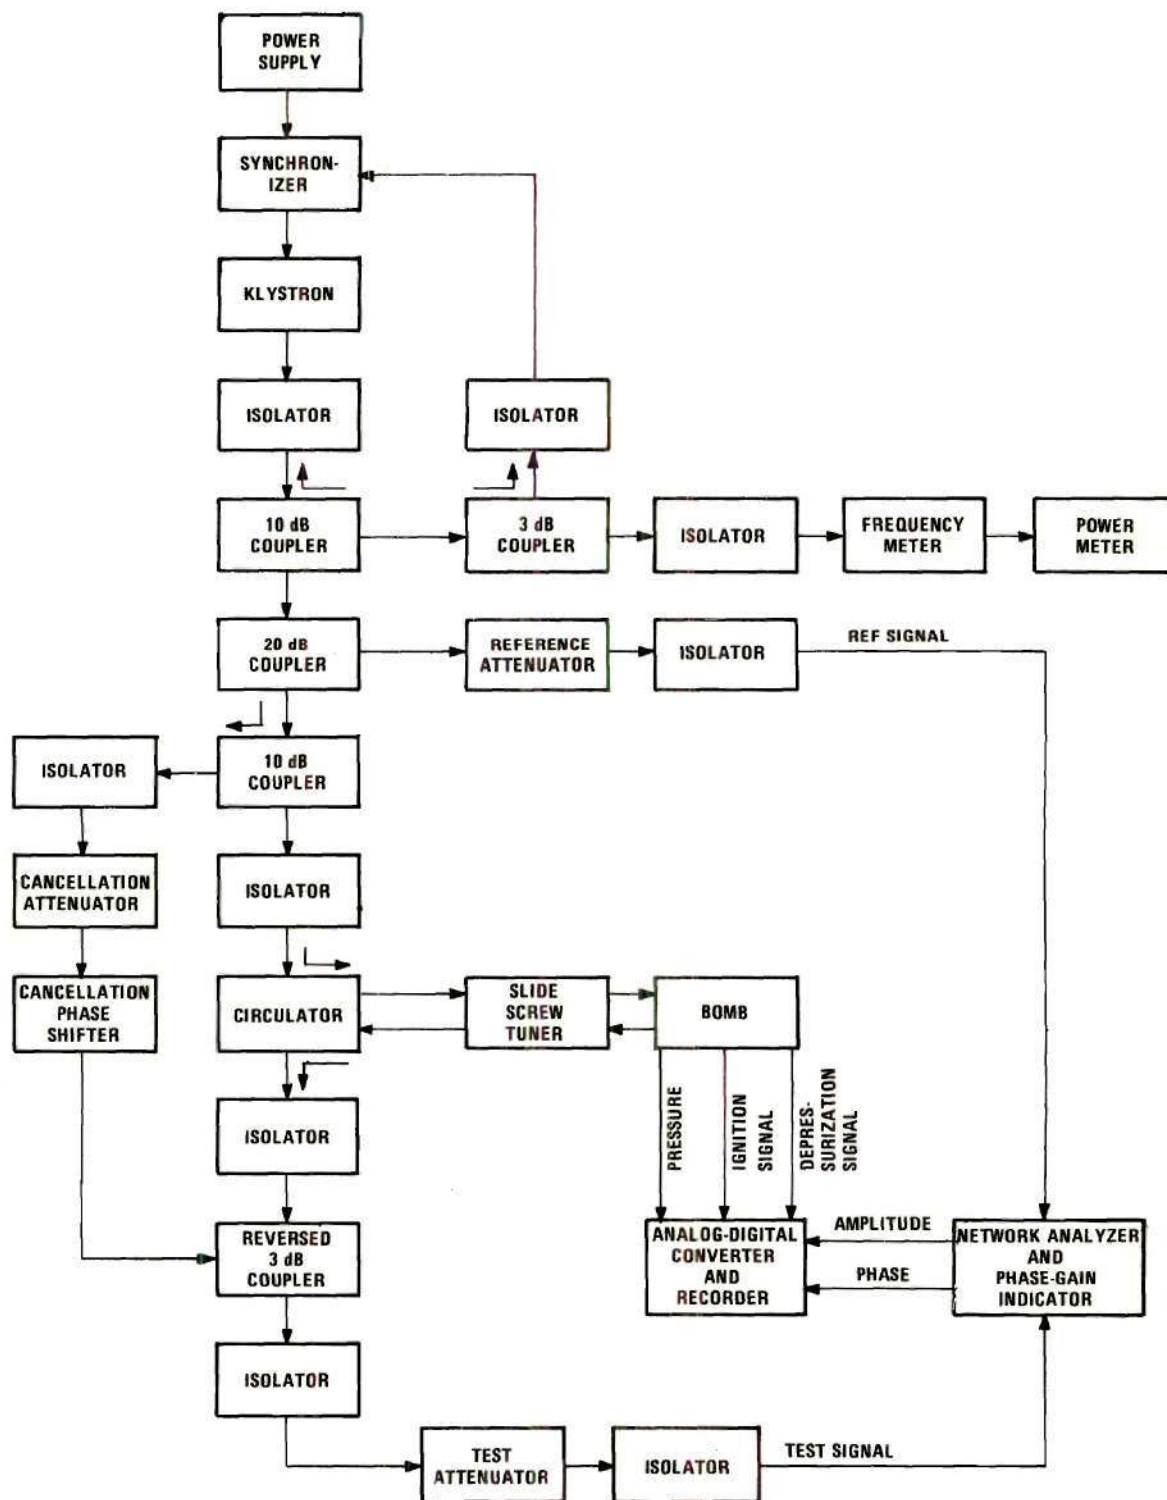 POWER
SUPPLY
SYNCHRON-
IZER
KLYSTRON
ISOLATOR
ISOLATOR
10 dB
COUPLER
3 dB
COUPLER
ISOLATOR
FREQUENCY
METER
POWER
METER
20 dB
COUPLER
REFERENCE
ATTENUATOR
ISOLATOR
REF SIGNAL
ISOLATOR
10 dB
COUPLER
CANCELLATION
ATTENUATOR
ISOLATOR
CANCELLATION
PHASE
SHIFTER
CIRCULATOR
SLIDE
SCREW
TUNER
BOMB
PRESSURE
IGNITION
SIGNAL
DEPRES-
SURIZATION
SIGNAL
ISOLATOR
REVERSED
3 dB
COUPLER
ANALOG-DIGITAL
CONVERTER
AND
RECORDER
AMPLITUDE
PHASE
NETWORK ANALYZER
AND
PHASE-GAIN
INDICATOR
ISOLATOR
TEST
ATTENUATOR
ISOLATOR
TEST SIGNAL